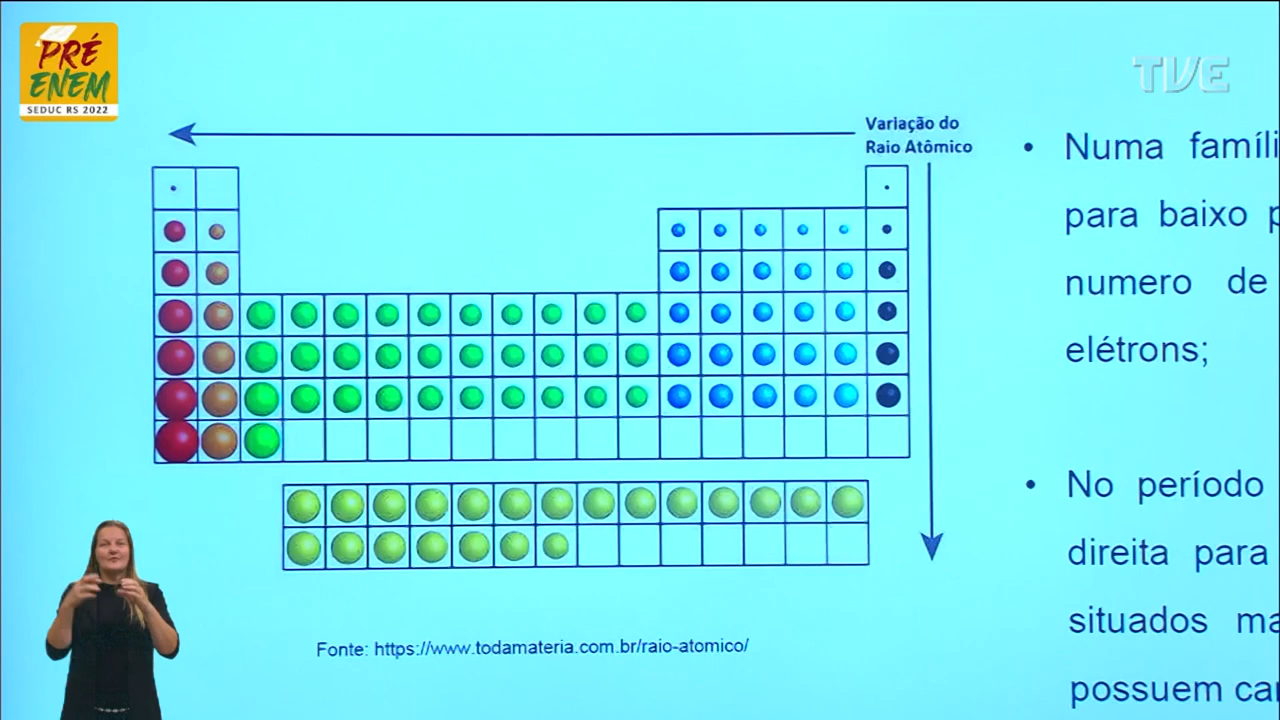 PRÉ
ENEM
SEDUC RS 2022
TVE
Variação do
Raio Atômico
• Numa famíli
para baixo p
numero de
elétrons;
• No período
direita para
situados ma
possuem car
Fonte: https://www.todamateria.com.br/raio-atomico/